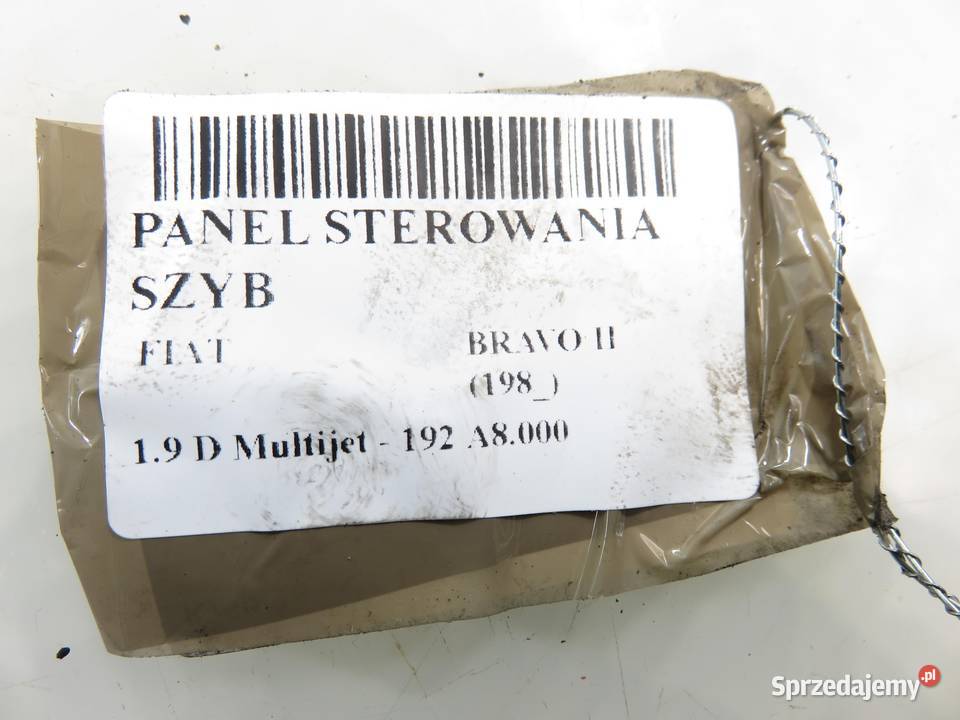 PANEL STEROWANIA
SZYB
FIAT
BRAVO II
(198_)
1.9 D Multijet - 192 A8.000
Sprzedajemy.pl